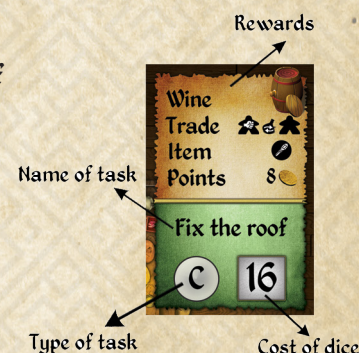 Rewards
Wine
Trade
Item
Points 8
Name of task
Fix the roof
C 16
Type of task
Cost of dice